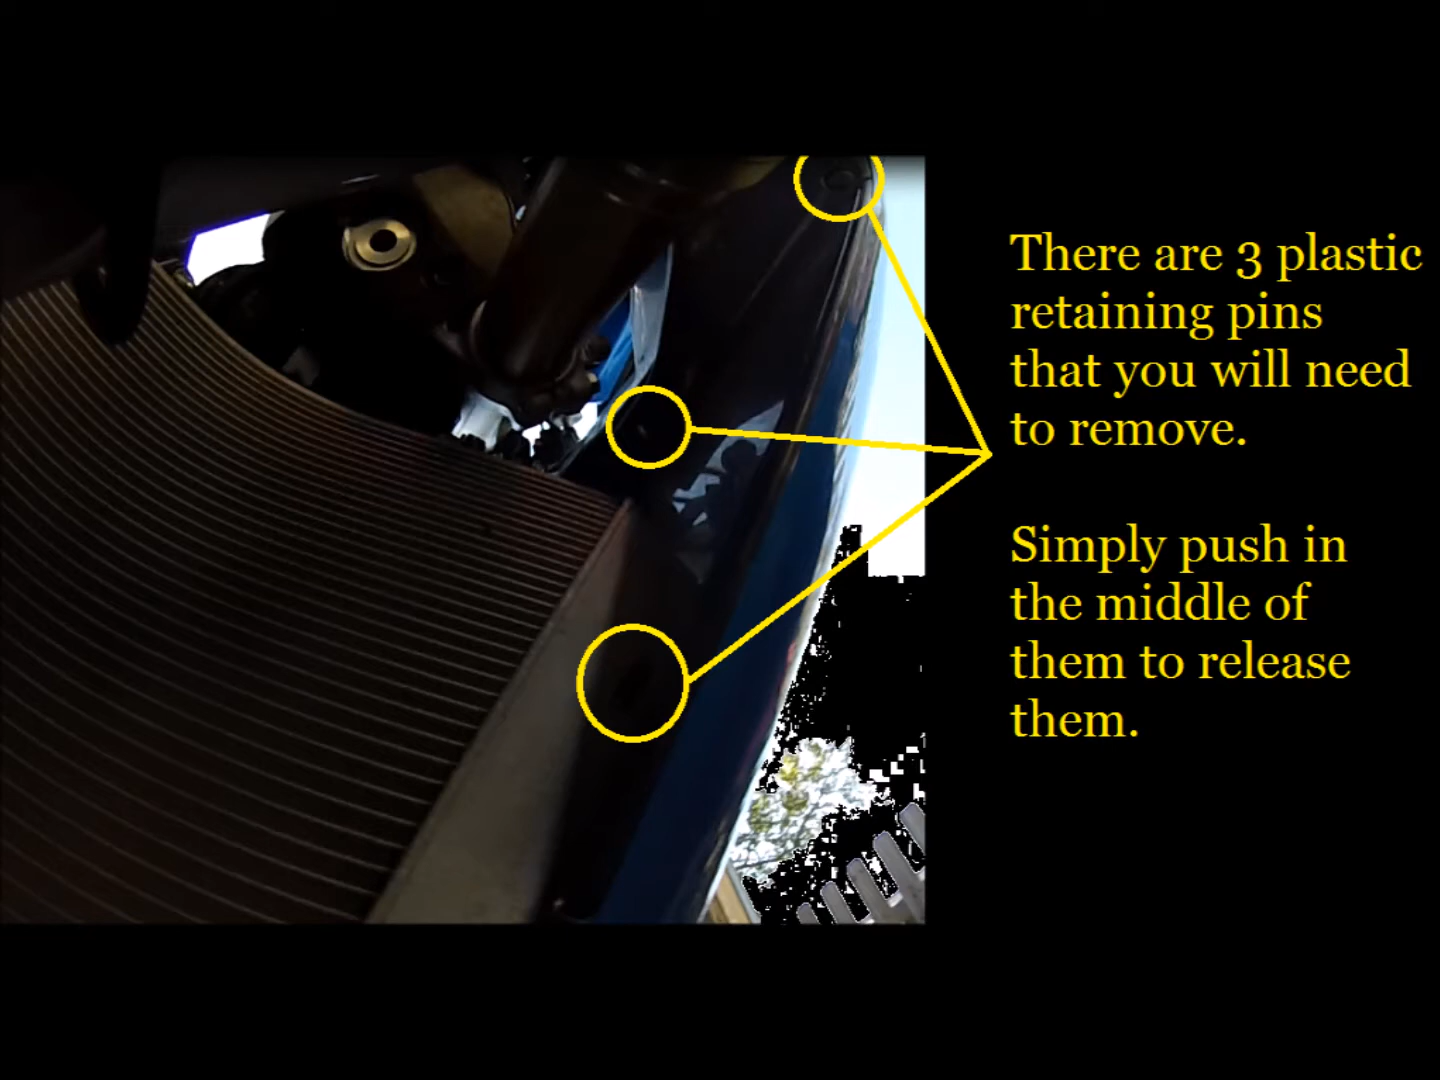 There are 3 plastic
retaining pins
that you will need
to remove.
Simply push in
the middle of
them to release
them.